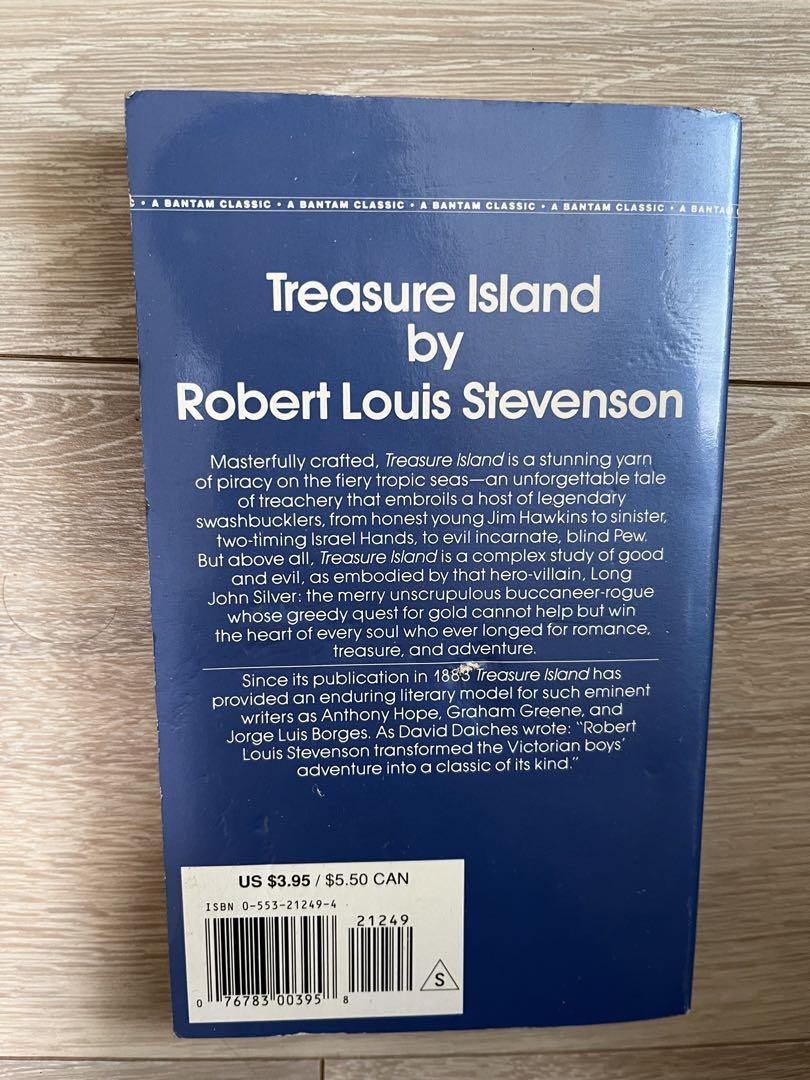 C • A BANTAM CLASSIC • A BANTAM CLASSIC • A BANTAM CLASSIC • A BANTAM CLASSIC • A BANTAM C
Treasure Island
by
Robert Louis Stevenson
Masterfully crafted, Treasure Island is a stunning yarn
of piracy on the fiery tropic seas—an unforgettable tale
of treachery that embroils a host of legendary
swashbucklers, from honest young Jim Hawkins to sinister,
two-timing Israel Hands, to evil incarnate, blind Pew.
But above all, Treasure Island is a complex study of good
and evil, as embodied by that hero-villain, Long
John Silver: the merry unscrupulous buccaneer-rogue
whose greedy quest for gold cannot help but win
the heart of every soul who ever longed for romance,
treasure, and adventure.
Since its publication in 1883 Treasure Island has
provided an enduring literary model for such eminent
writers as Anthony Hope, Graham Greene, and
Jorge Luis Borges. As David Daiches wrote: "Robert
Louis Stevenson transformed the Victorian boys'
adventure into a classic of its kind."
US $3.95 / $5.50 CAN
ISBN 0-553-21249-4
21249
0 76783 00395 8
S